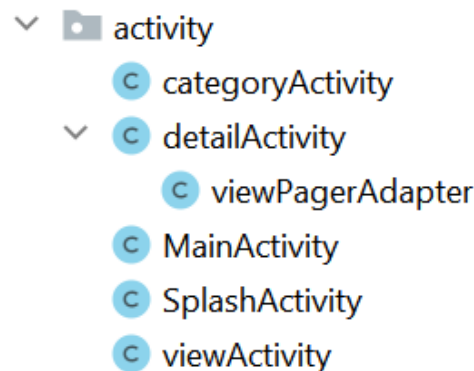 activity
C categoryActivity
C detailActivity
C viewPagerAdapter
C MainActivity
C SplashActivity
C viewActivity